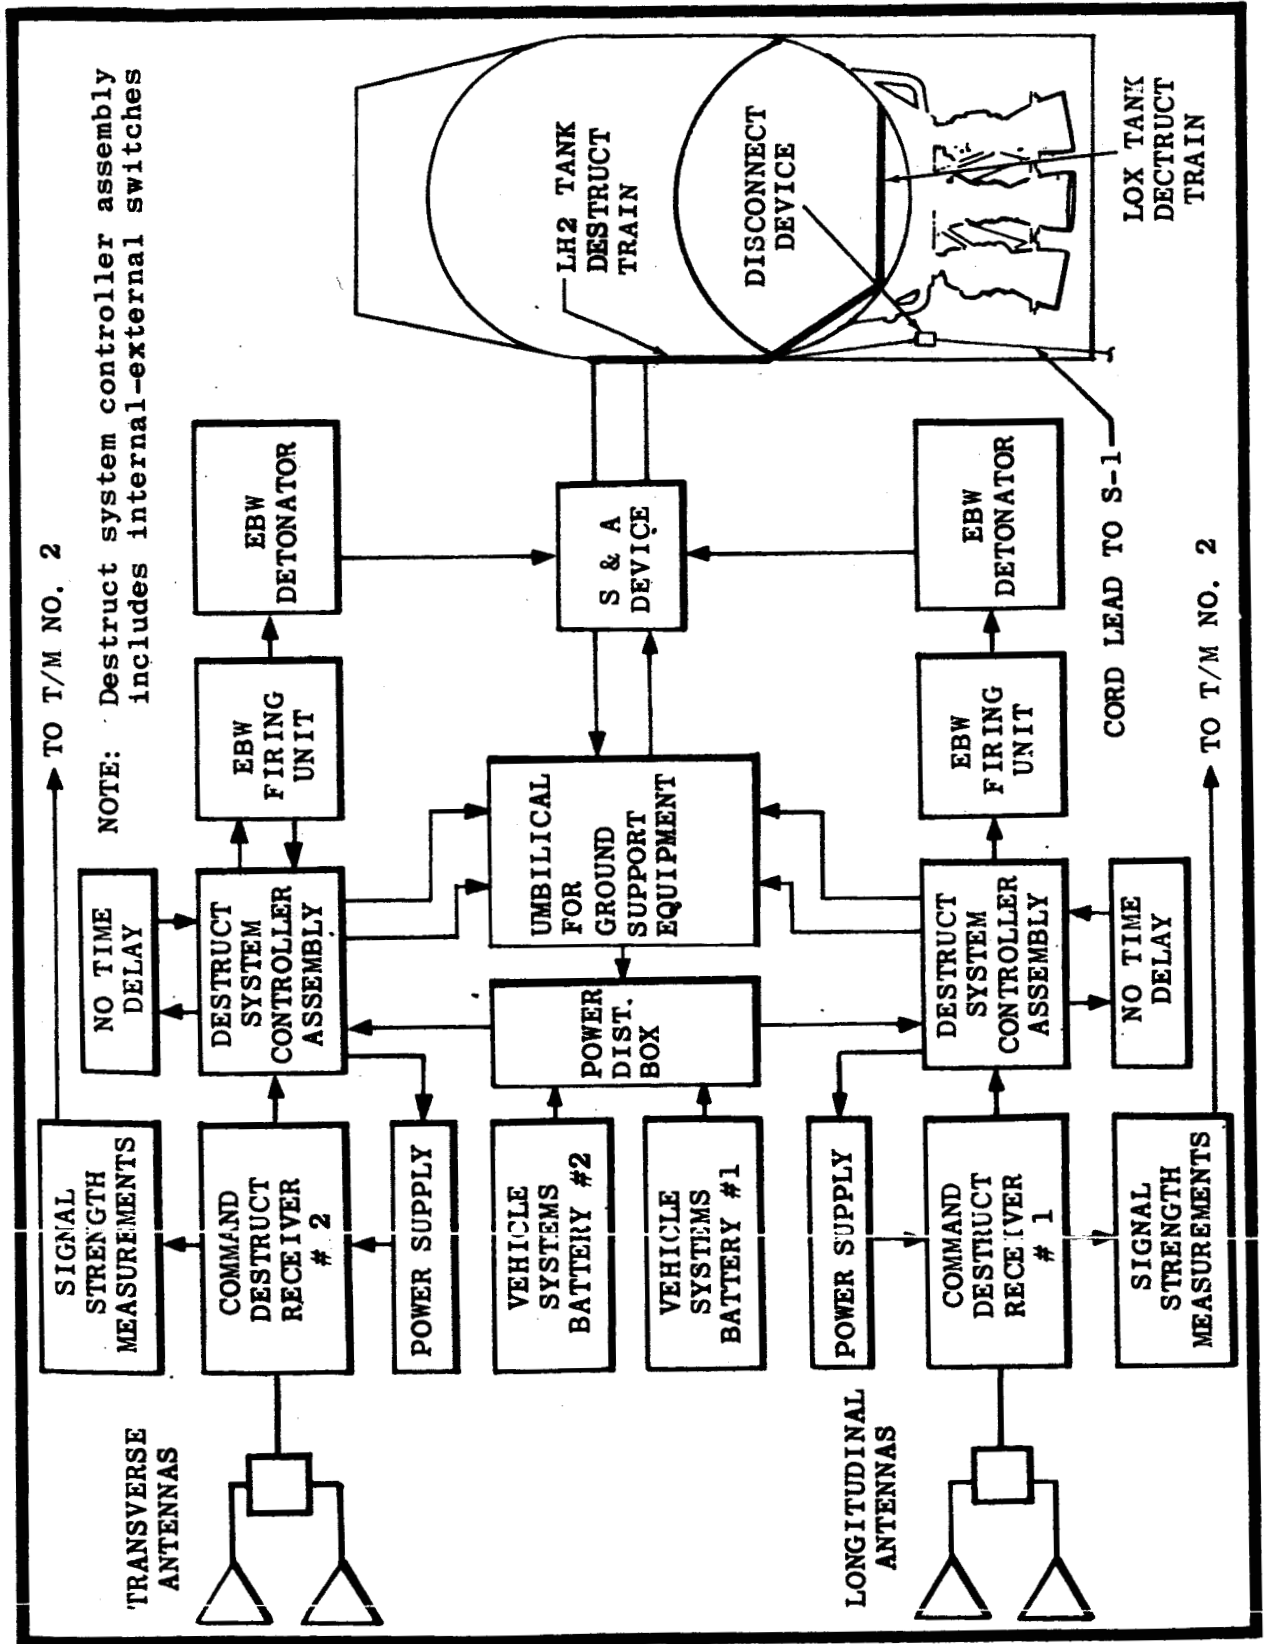 TO T/M NO. 2
NOTE: Destruct system controller assembly
includes internal-external switches
SIGNAL
STRENGTH
MEASUREMENTS
NO TIME
DELAY
TRANSVERSE
ANTENNAS
COMMAND
DESTRUCT
RECEIVER
# 2
DESTRUCT
SYSTEM
CONTROLLER
ASSEMBLY
EBW
FIRING
UNIT
EBW
DETONATOR
POWER SUPPLY
VEHICLE
SYSTEMS
BATTERY #2
VEHICLE
SYSTEMS
BATTERY #1
POWER
DIST.
BOX
UMBILICAL
FOR
GROUND
SUPPORT
EQUIPMENT
S & A
DEVICE
LH2 TANK
DESTRUCT
TRAIN
DISCONNECT
DEVICE
POWER SUPPLY
LONGITUDINAL
ANTENNAS
COMMAND
DESTRUCT
RECEIVER
# 1
DESTRUCT
SYSTEM
CONTROLLER
ASSEMBLY
EBW
FIRING
UNIT
EBW
DETONATOR
CORD LEAD TO S-1
LOX TANK
DECTRUCT
TRAIN
SIGNAL
STRENGTH
MEASUREMENTS
NO TIME
DELAY
TO T/M NO. 2